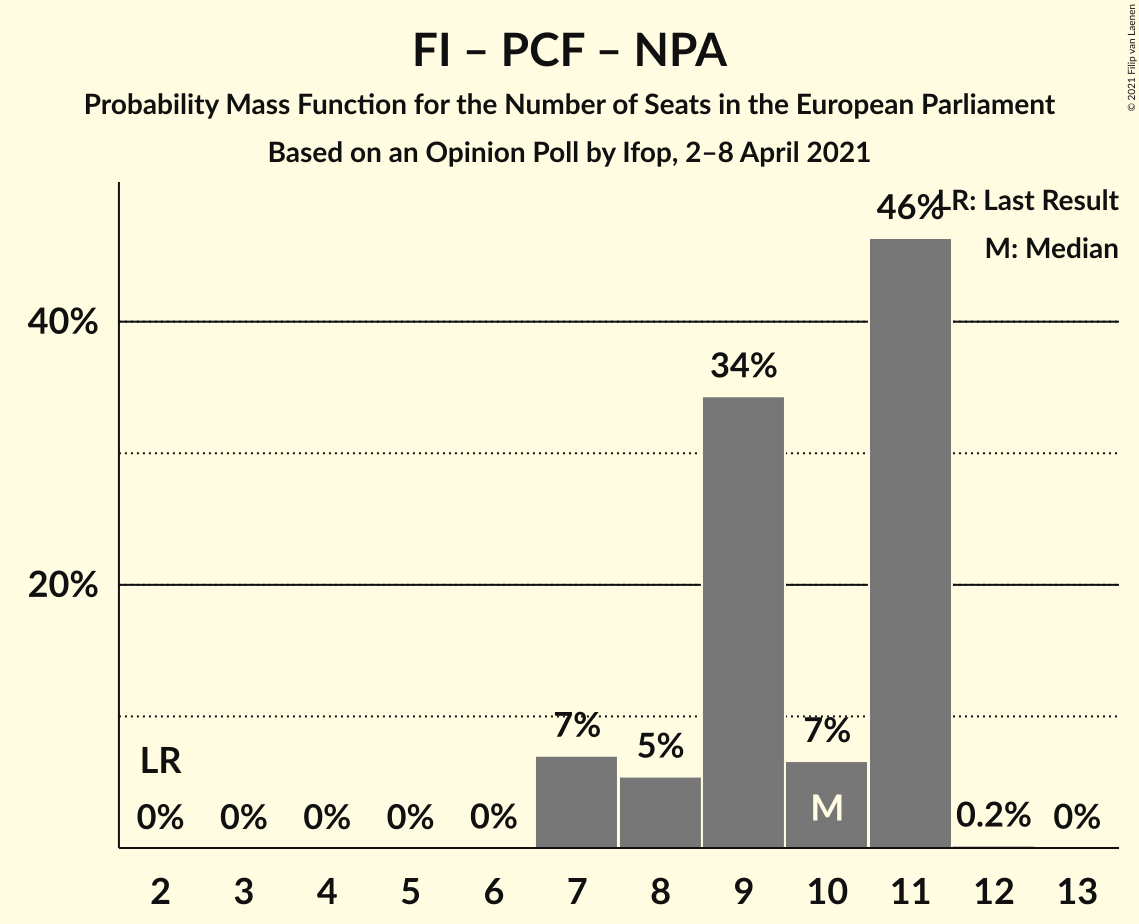 FI – PCF – NPA
Probability Mass Function for the Number of Seats in the European Parliament
Based on an Opinion Poll by Ifop, 2–8 April 2021
© 2021 Filip van Laenen
LR: Last Result
M: Median
46%
40%
34%
20%
7%
5%
7%
LR
M
0% 0% 0% 0% 0% 0.2% 0%
2 3 4 5 6 7 8 9 10 11 12 13